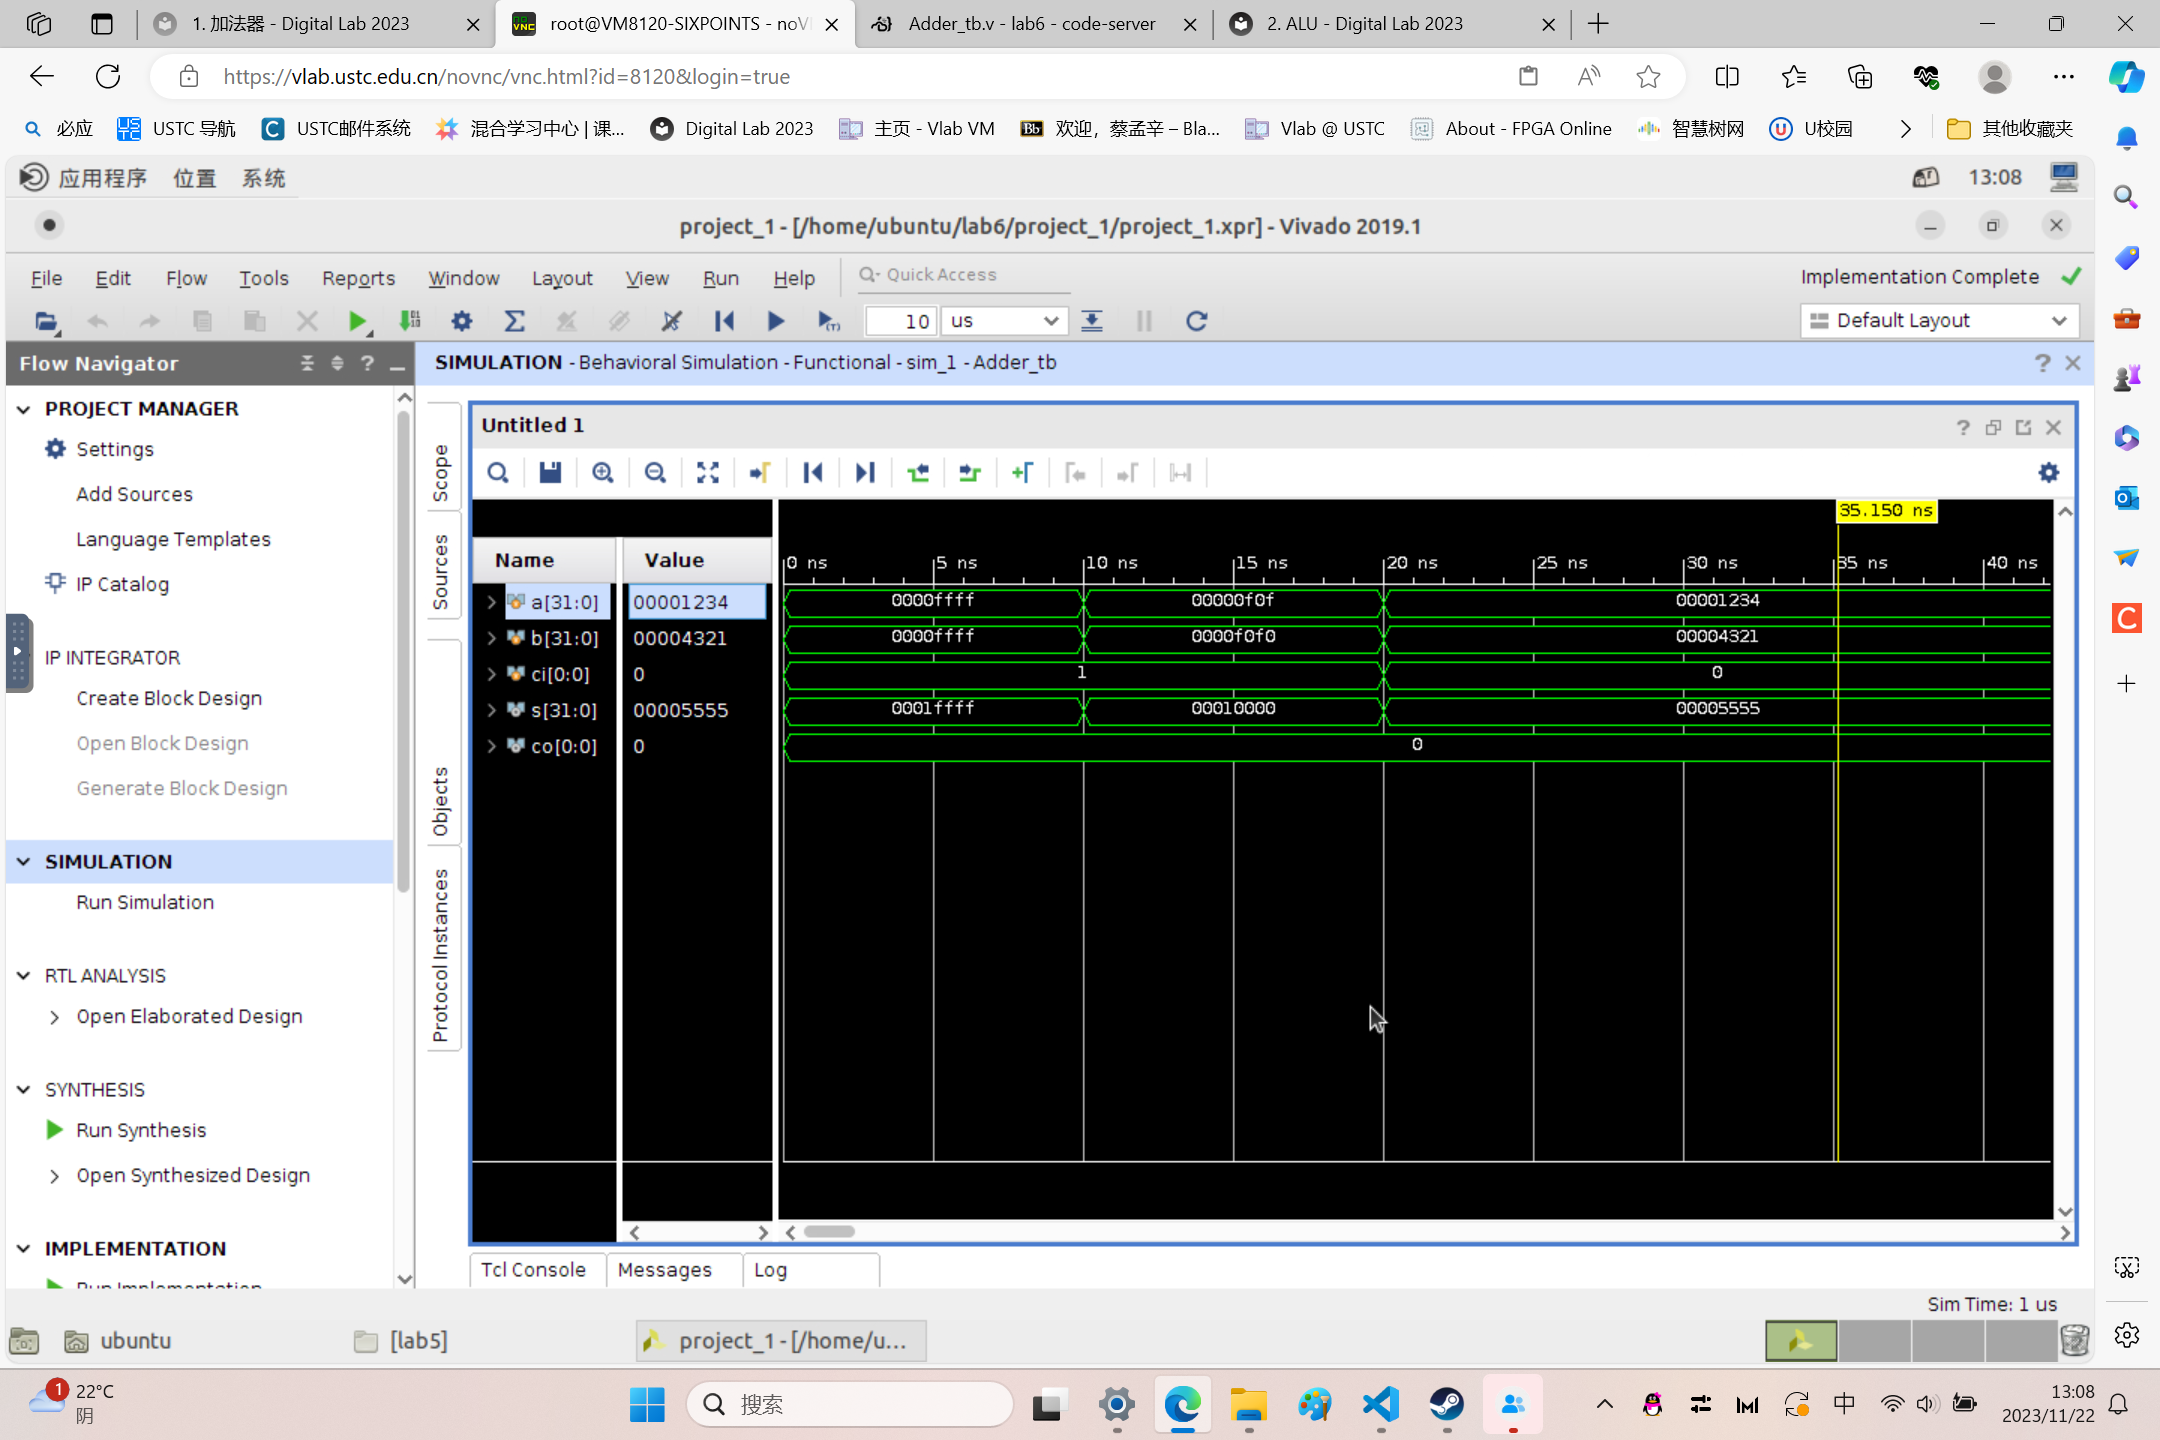 1. 加法器 - Digital Lab 2023
root@VM8120-SIXPOINTS - noV
Adder_tb.v - lab6 - code-server
2. ALU - Digital Lab 2023
https://vlab.ustc.edu.cn/novnc/vnc.html?id=8120&login=true
必应 USTC 导航 USTC邮件系统 混合学习中心 | 课... Digital Lab 2023 主页 - Vlab VM 欢迎，蔡孟辛 – Bla... Vlab @ USTC About - FPGA Online 智慧树网 U校园 其他收藏夹
应用程序 位置 系统 13:08
project_1 - [/home/ubuntu/lab6/project_1/project_1.xpr] - Vivado 2019.1
File Edit Flow Tools Reports Window Layout View Run Help Quick Access Implementation Complete
10 us Default Layout
Flow Navigator
SIMULATION - Behavioral Simulation - Functional - sim_1 - Adder_tb
PROJECT MANAGER
Settings
Add Sources
Language Templates
IP Catalog
IP INTEGRATOR
Create Block Design
Open Block Design
Generate Block Design
SIMULATION
Run Simulation
RTL ANALYSIS
Open Elaborated Design
SYNTHESIS
Run Synthesis
Open Synthesized Design
IMPLEMENTATION
Run Implementation
Scope
Sources
Objects
Protocol Instances
Untitled 1
35.150 ns
Name Value 0 ns 5 ns 10 ns 15 ns 20 ns 25 ns 30 ns 35 ns 40 ns
a[31:0] 00001234 0000ffff 00000f0f 00001234
b[31:0] 00004321 0000ffff 0000f0f0 00004321
ci[0:0] 0 1 0
s[31:0] 00005555 0001ffff 00010000 00005555
co[0:0] 0 0
Tcl Console Messages Log
Sim Time: 1 us
ubuntu [lab5] project_1 - [/home/u...
1 22°C
阴
搜索
中
13:08
2023/11/22